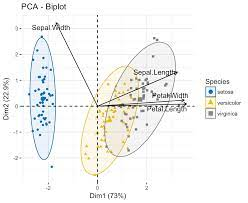 PCA - Biplot
Sepal.Width
Sepal.Length
Petal.Width
Petal.Length
Species
setosa
versicolor
virginica
Dim2 (22.9%)
3
2
1
0
-1
-2
-2
0
2
Dim1 (73%)